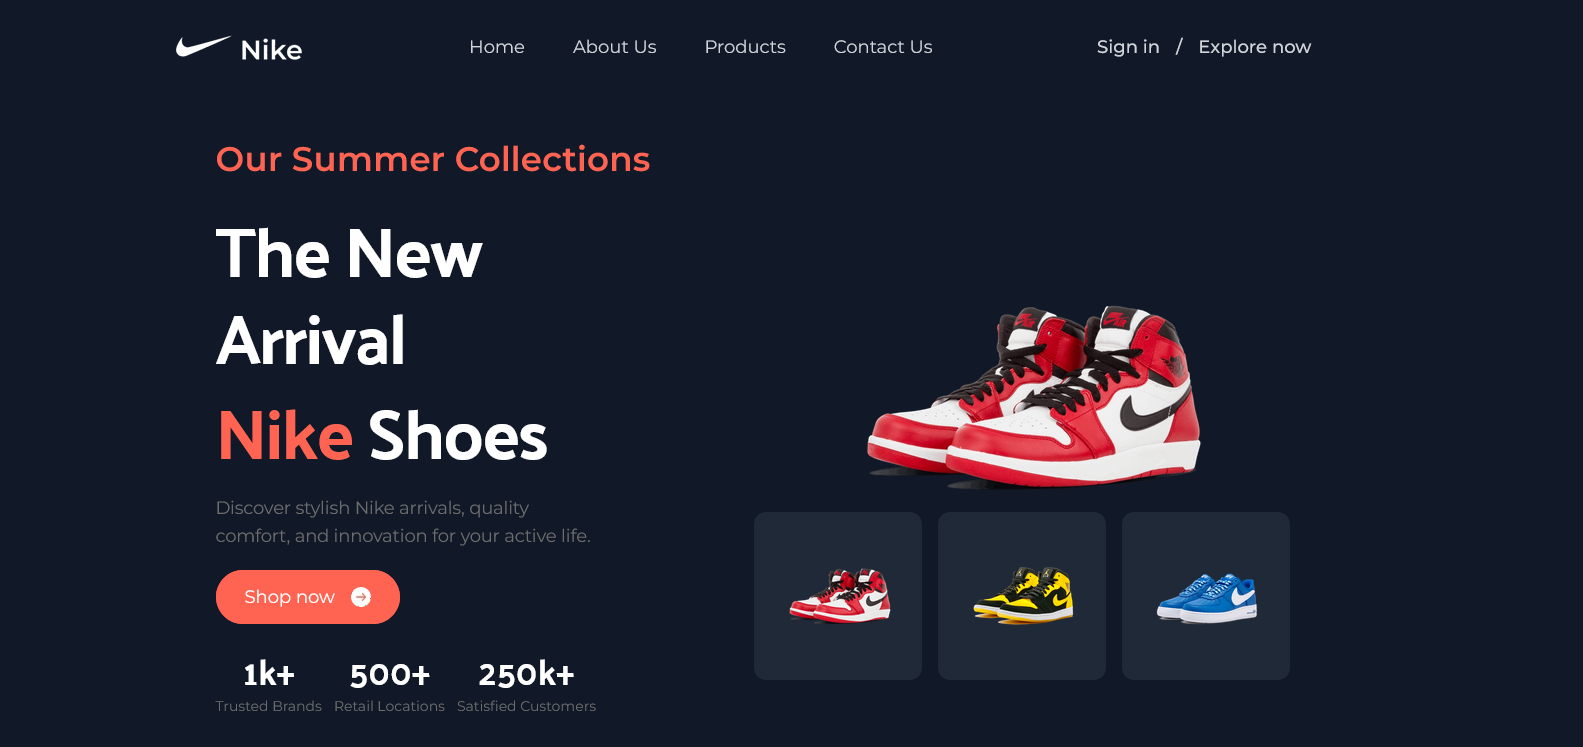 Nike
Home
About Us
Products
Contact Us
Sign in / Explore now
Our Summer Collections
The New
Arrival
Nike Shoes
Discover stylish Nike arrivals, quality
comfort, and innovation for your active life.
Shop now
1k+
500+
250k+
Trusted Brands
Retail Locations
Satisfied Customers